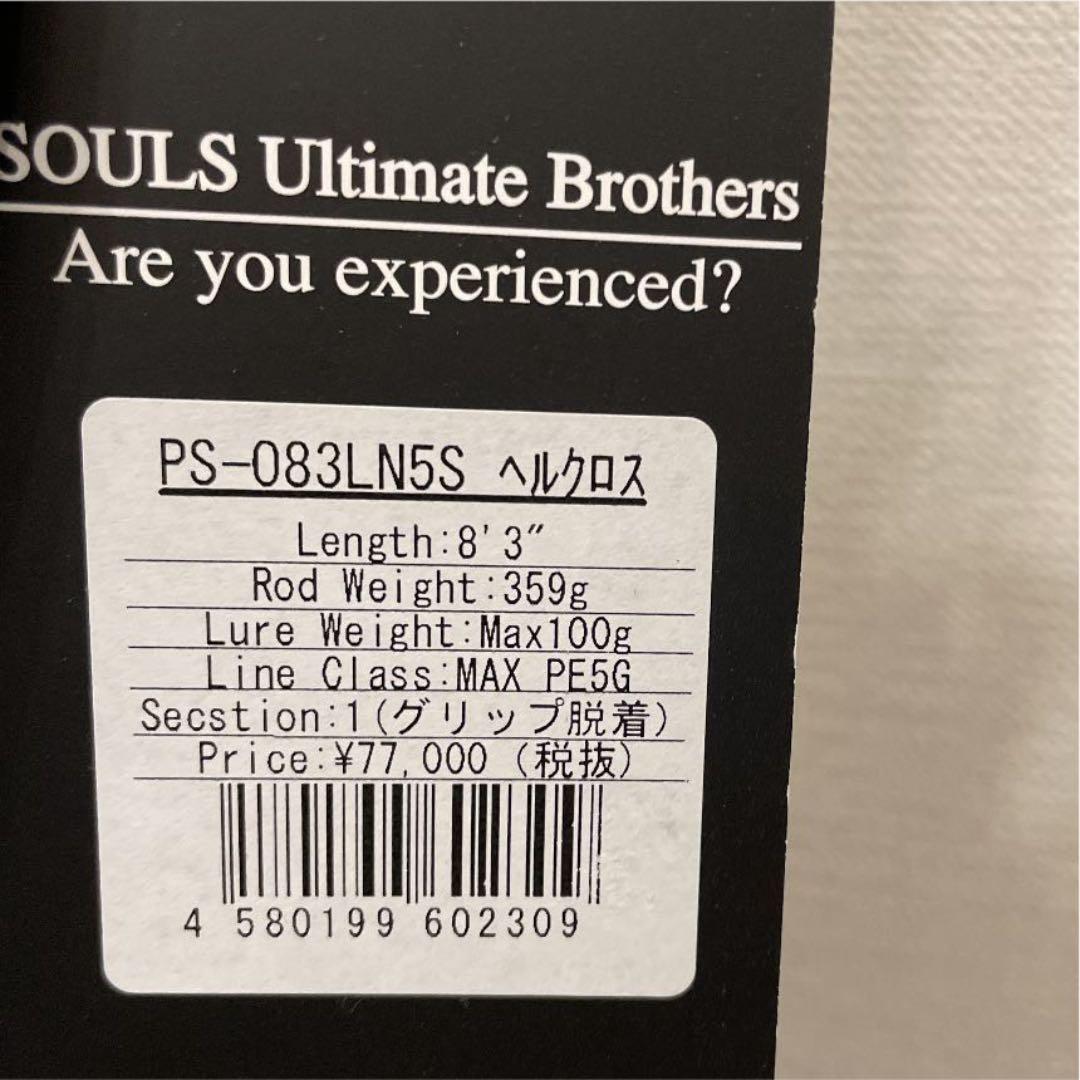 SOULS Ultimate Brothers
Are you experienced?
PS-083LN5S ヘルクロス
Length:8'3"
Rod Weight:359g
Lure Weight:Max100g
Line Class:MAX PE5G
Secstion:1(グリップ脱着)
Price:¥77,000 (税抜)
4 580199 602309